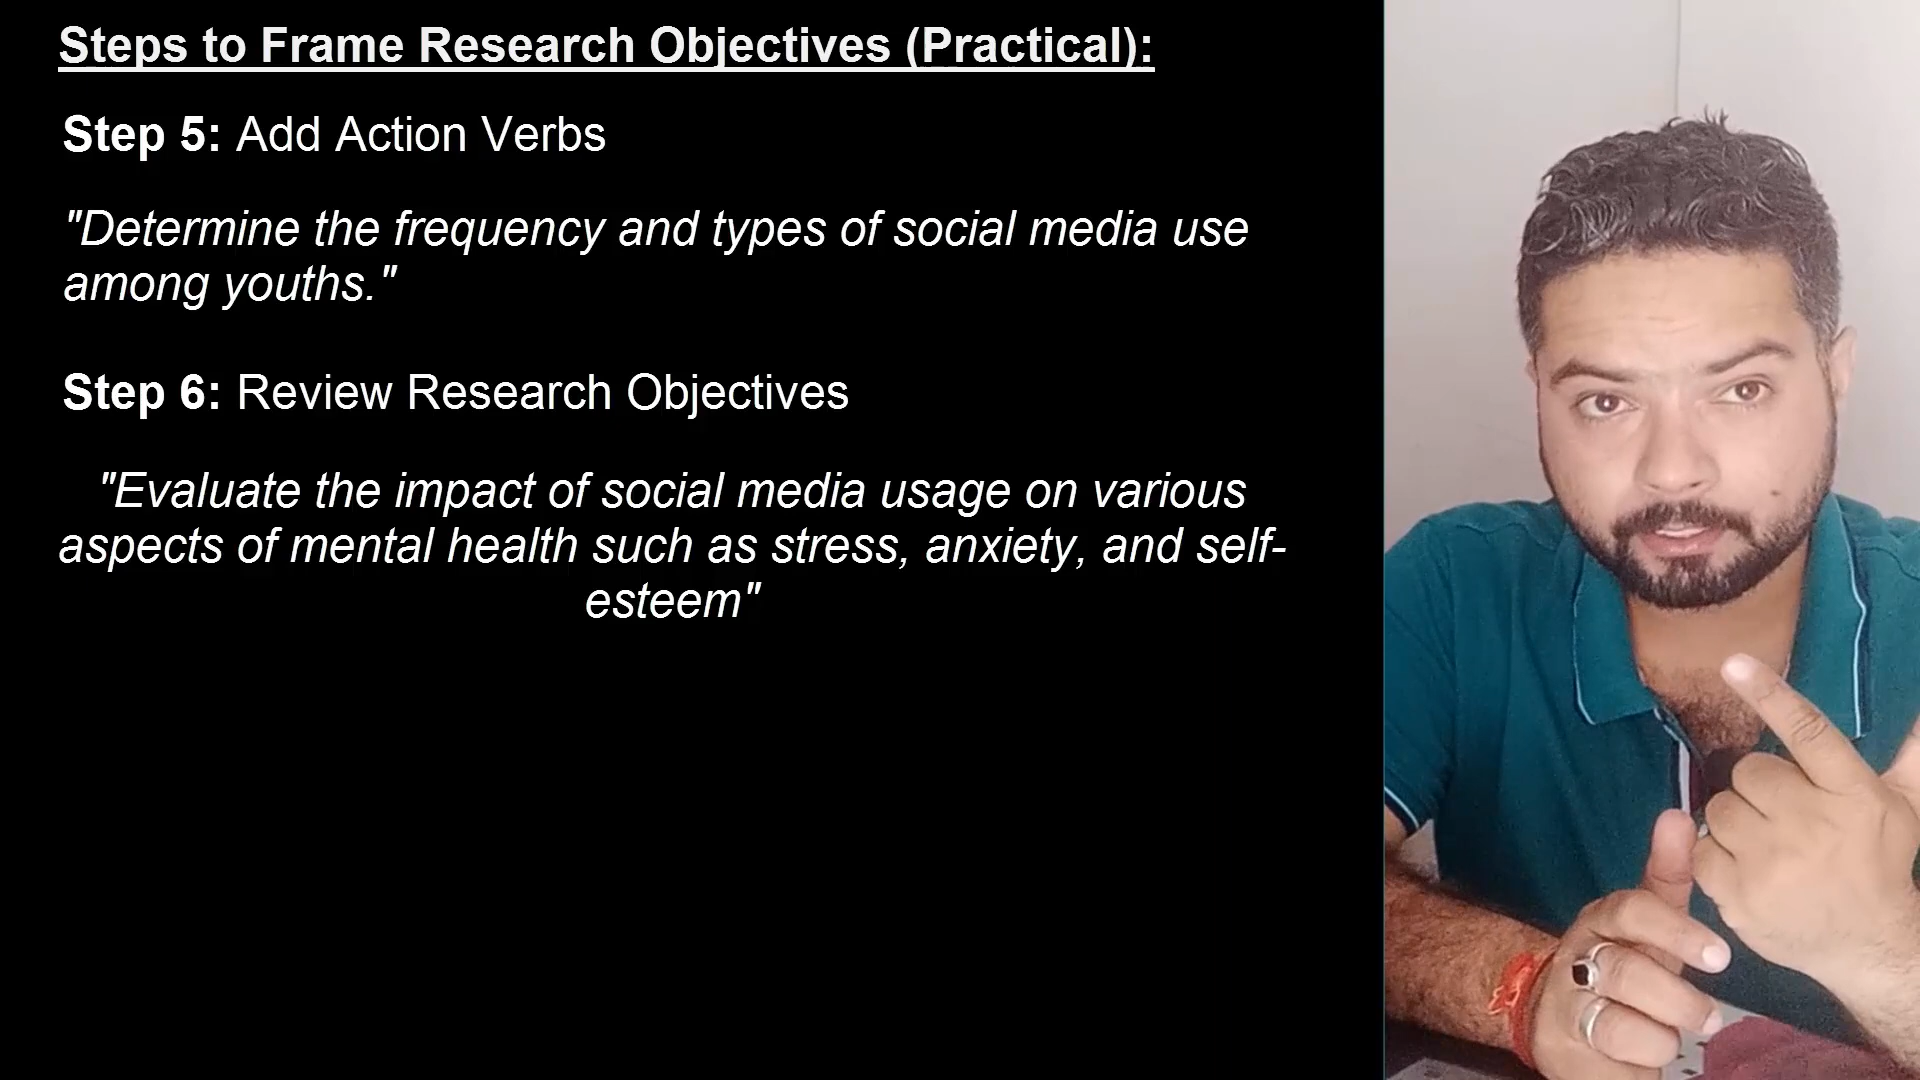 Steps to Frame Research Objectives (Practical):
Step 5: Add Action Verbs
"Determine the frequency and types of social media use
among youths."
Step 6: Review Research Objectives
"Evaluate the impact of social media usage on various
aspects of mental health such as stress, anxiety, and self-
esteem"